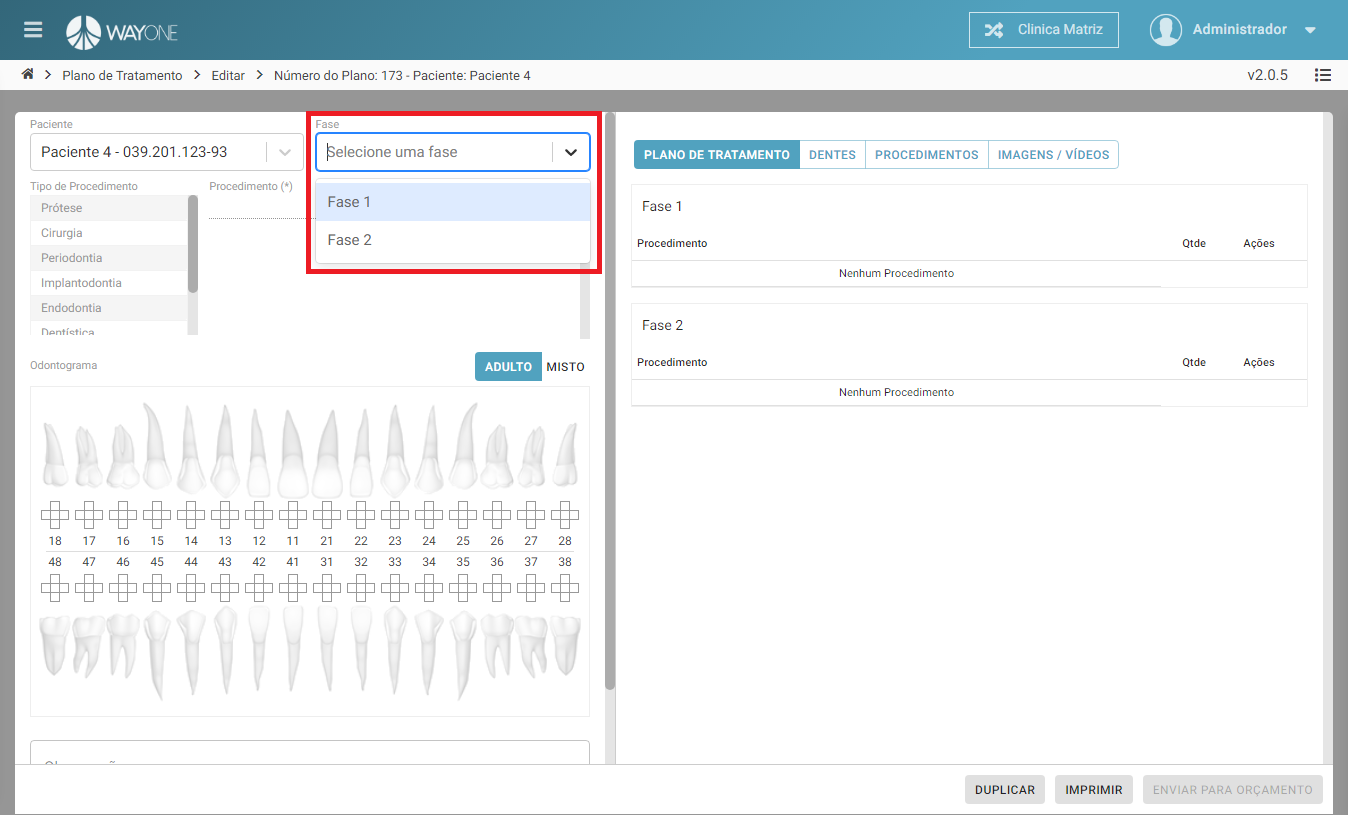 WAYONE
Clinica Matriz
Administrador
Plano de Tratamento > Editar > Número do Plano: 173 - Paciente: Paciente 4
v2.0.5
Paciente
Paciente 4 - 039.201.123-93
Fase
Selecione uma fase
Fase 1
Fase 2
Tipo de Procedimento
Prótese
Cirurgia
Periodontia
Implantodontia
Endodontia
Dentística
Procedimento (*)
Odontograma
ADULTO MISTO
18 17 16 15 14 13 12 11 21 22 23 24 25 26 27 28
48 47 46 45 44 43 42 41 31 32 33 34 35 36 37 38
PLANO DE TRATAMENTO DENTES PROCEDIMENTOS IMAGENS / VÍDEOS
Fase 1
Procedimento Qtde Ações
Nenhum Procedimento
Fase 2
Procedimento Qtde Ações
Nenhum Procedimento
DUPLICAR IMPRIMIR ENVIAR PARA ORÇAMENTO